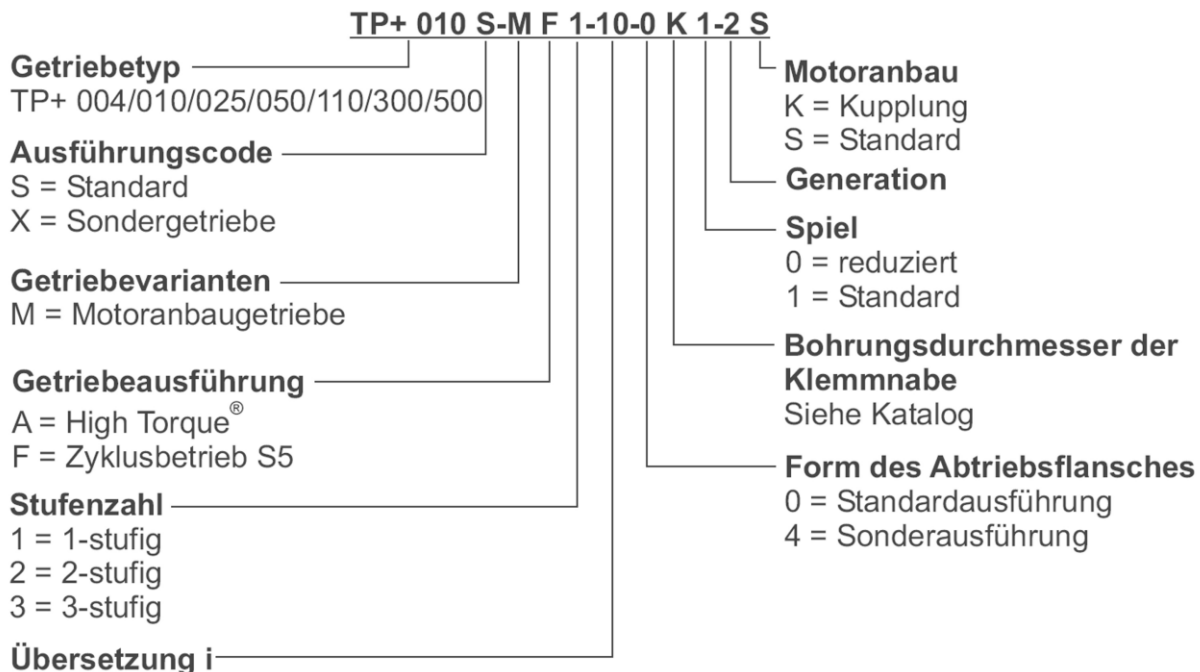 TP+ 010 S-M F 1-10-0 K 1-2 S
Getriebetyp
TP+ 004/010/025/050/110/300/500
Ausführungscode
S = Standard
X = Sondergetriebe
Getriebevarianten
M = Motoranbaugetriebe
Getriebeausführung
A = High Torque®
F = Zyklusbetrieb S5
Stufenzahl
1 = 1-stufig
2 = 2-stufig
3 = 3-stufig
Übersetzung i
Motoranbau
K = Kupplung
S = Standard
Generation
Spiel
0 = reduziert
1 = Standard
Bohrungsdurchmesser der
Klemmnabe
Siehe Katalog
Form des Abtriebsflansches
0 = Standardausführung
4 = Sonderausführung